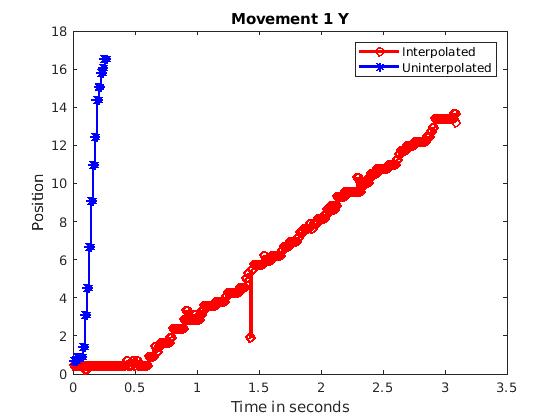 Movement 1 Y
Interpolated
Uninterpolated
18
16
14
12
10
8
6
4
2
0
Position
0 0.5 1 1.5 2 2.5 3 3.5
Time in seconds